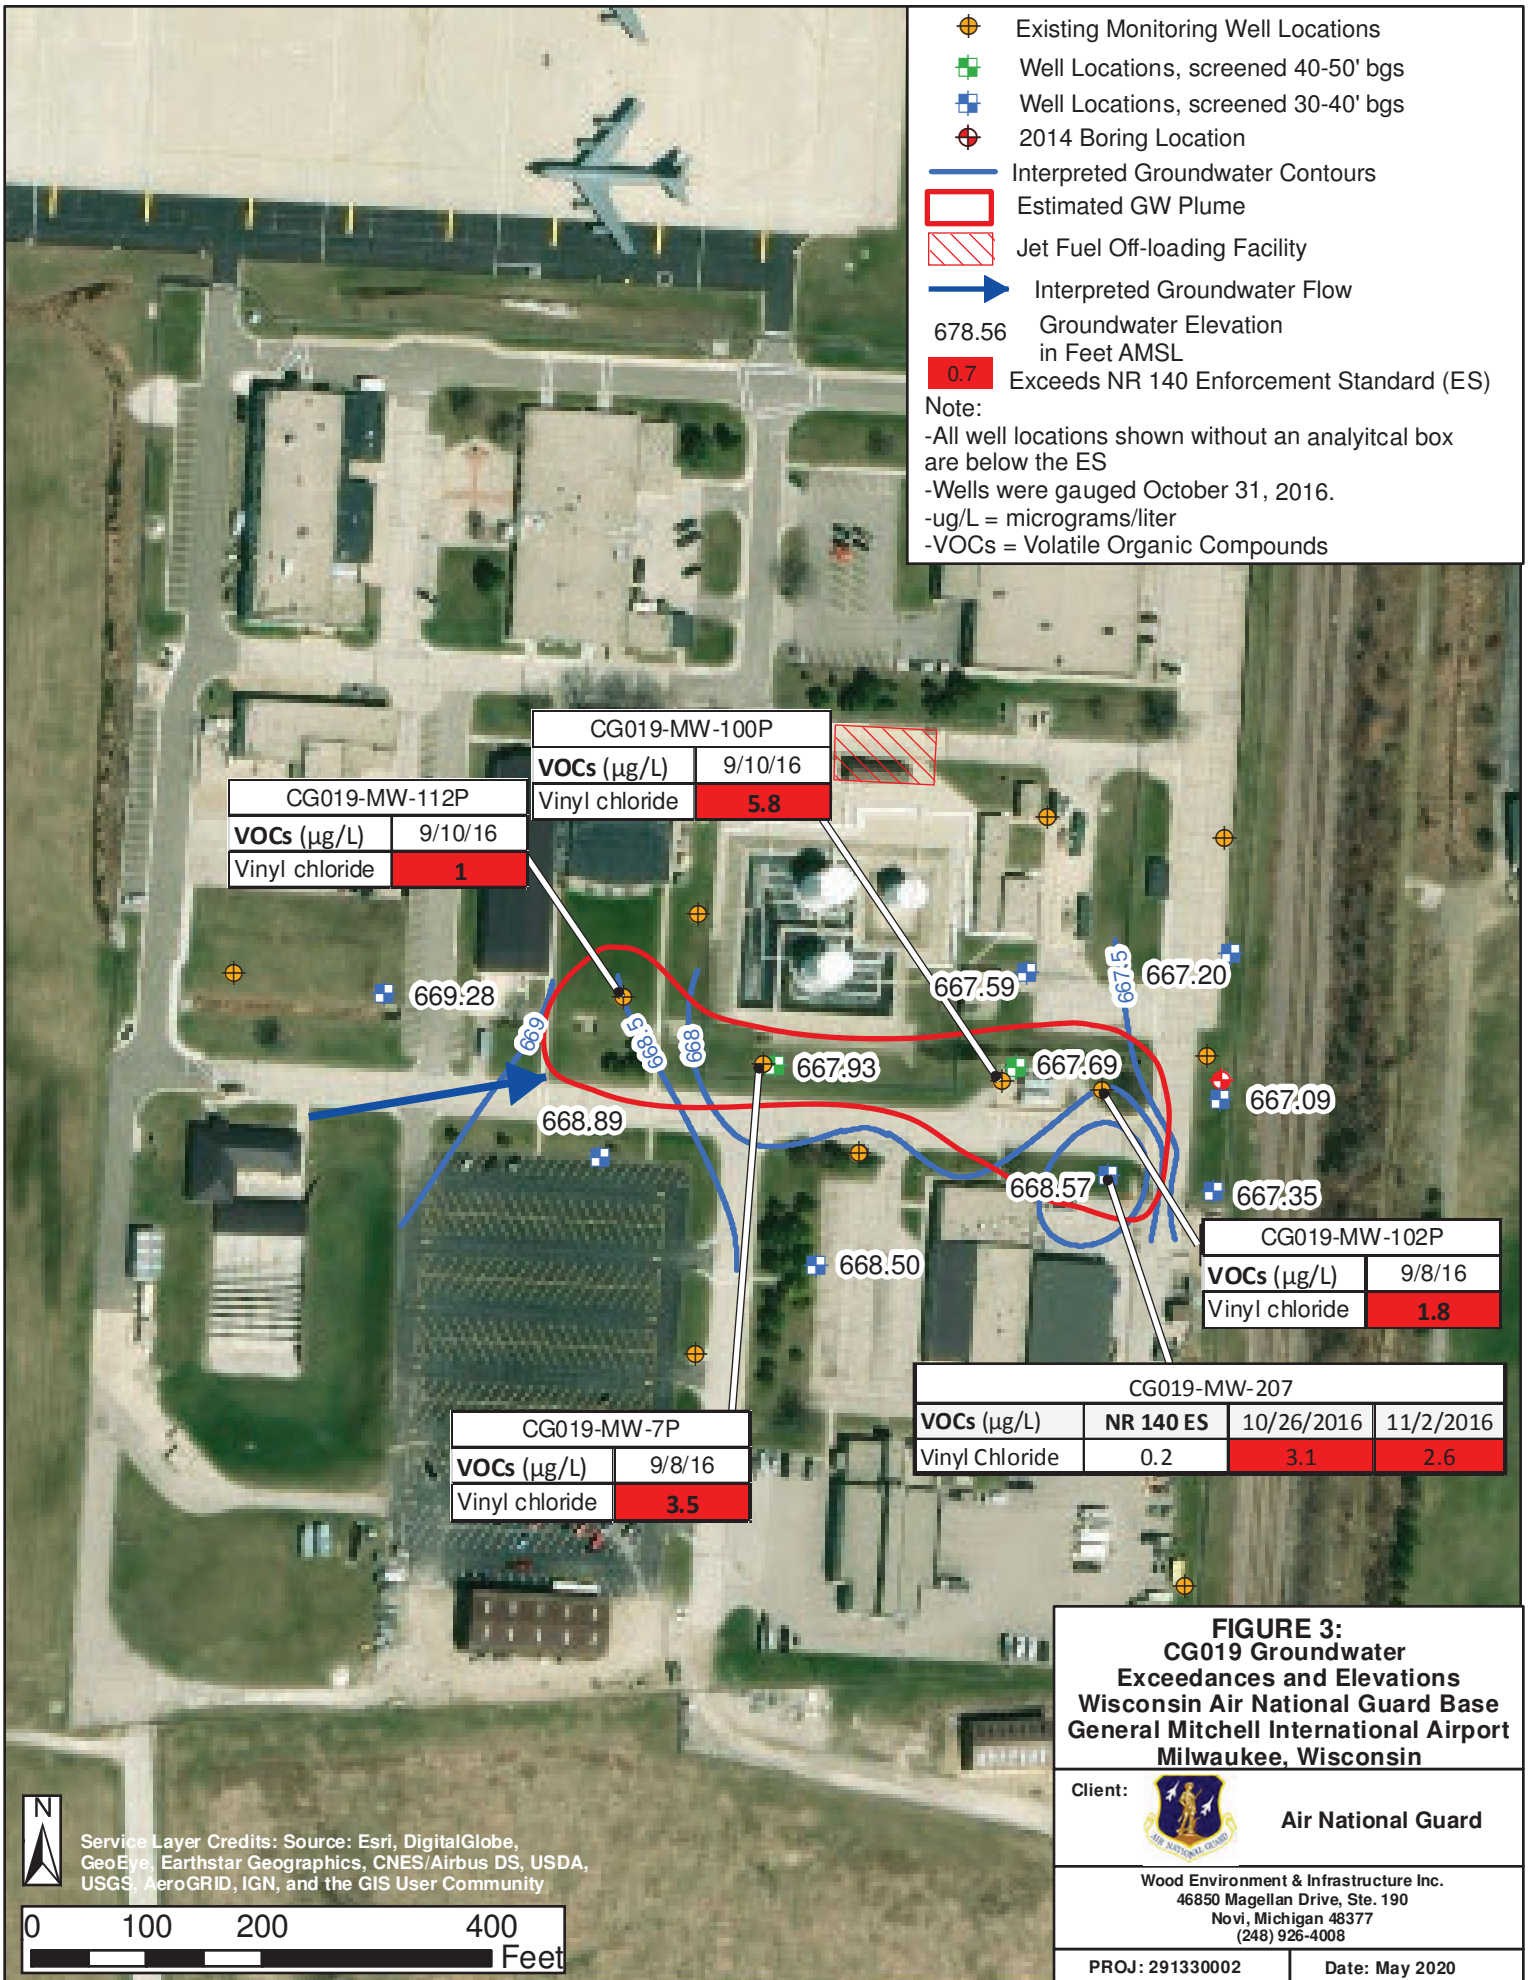 Existing Monitoring Well Locations
Well Locations, screened 40-50' bgs
Well Locations, screened 30-40' bgs
2014 Boring Location
Interpreted Groundwater Contours
Estimated GW Plume
Jet Fuel Off-loading Facility
Interpreted Groundwater Flow
678.56 Groundwater Elevation
in Feet AMSL
0.7 Exceeds NR 140 Enforcement Standard (ES)
Note:
-All well locations shown without an analyitcal box
are below the ES
-Wells were gauged October 31, 2016.
-ug/L = micrograms/liter
-VOCs = Volatile Organic Compounds
CG019-MW-100P
VOCs (µg/L) 9/10/16
Vinyl chloride 5.8
CG019-MW-112P
VOCs (µg/L) 9/10/16
Vinyl chloride 1
669.28
667.59
667.5
667.20
669
668.5
668
667.93
667.69
667.09
668.89
668.57
667.35
668.50
CG019-MW-102P
VOCs (µg/L) 9/8/16
Vinyl chloride 1.8
CG019-MW-207
VOCs (µg/L) NR 140 ES 10/26/2016 11/2/2016
Vinyl Chloride 0.2 3.1 2.6
CG019-MW-7P
VOCs (µg/L) 9/8/16
Vinyl chloride 3.5
FIGURE 3:
CG019 Groundwater
Exceedances and Elevations
Wisconsin Air National Guard Base
General Mitchell International Airport
Milwaukee, Wisconsin
Client:
AIR NATIONAL GUARD
Air National Guard
Wood Environment & Infrastructure Inc.
46850 Magellan Drive, Ste. 190
Novi, Michigan 48377
(248) 926-4008
PROJ: 291330002 Date: May 2020
N
Service Layer Credits: Source: Esri, DigitalGlobe,
GeoEye, Earthstar Geographics, CNES/Airbus DS, USDA,
USGS, AeroGRID, IGN, and the GIS User Community
0 100 200 400
Feet